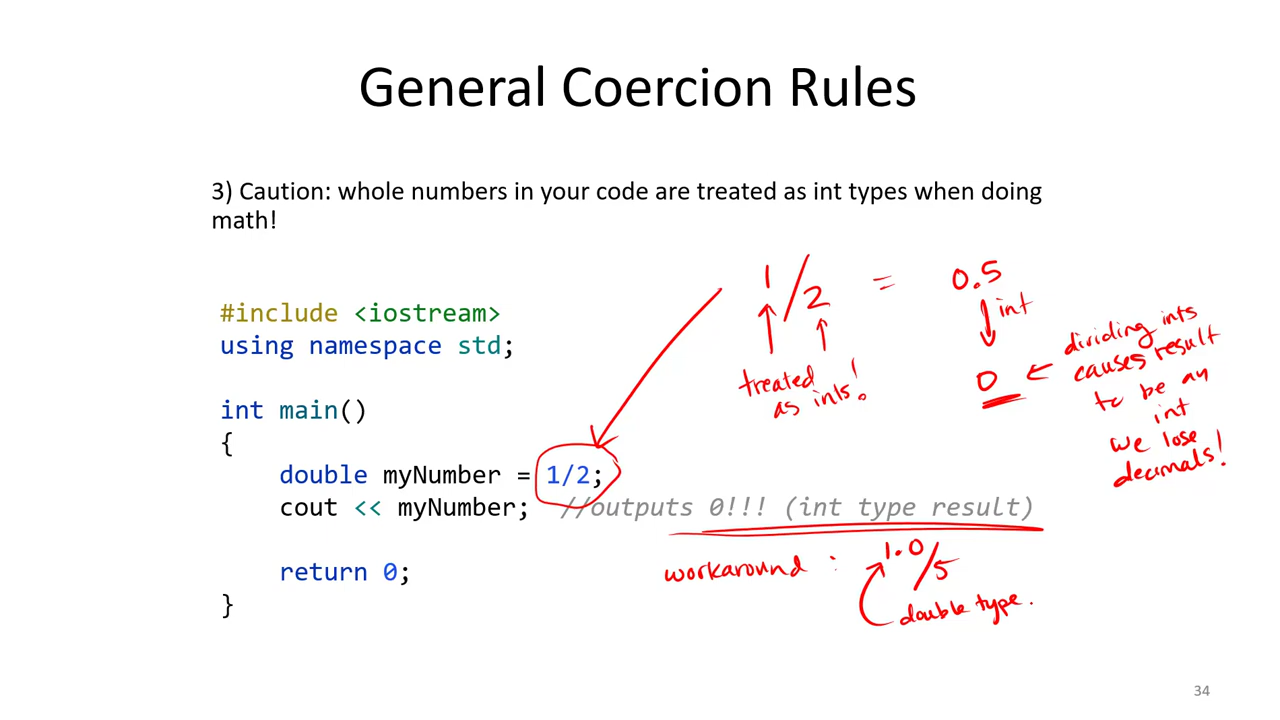 General Coercion Rules
3) Caution: whole numbers in your code are treated as int types when doing
math!
#include <iostream>
using namespace std;
int main()
{
double myNumber = 1/2;
cout << myNumber; //outputs 0!!! (int type result)
return 0;
}
1/2 = 0.5
int
0
treated
as ints!
dividing ints
causes result
to be an
int
we lose
decimals!
workaround : 1.0/5
double type.
34